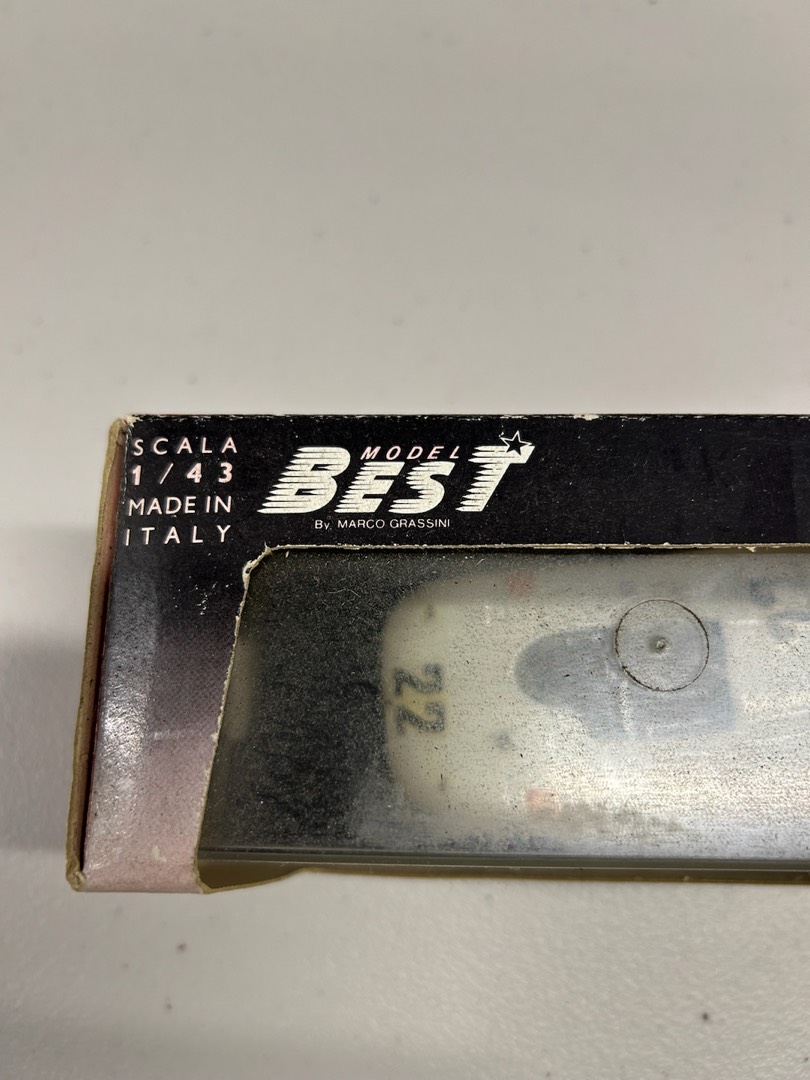 SCALA
1/43
MADE IN
ITALY
MODEL
BEST
By. MARCO GRASSINI
22